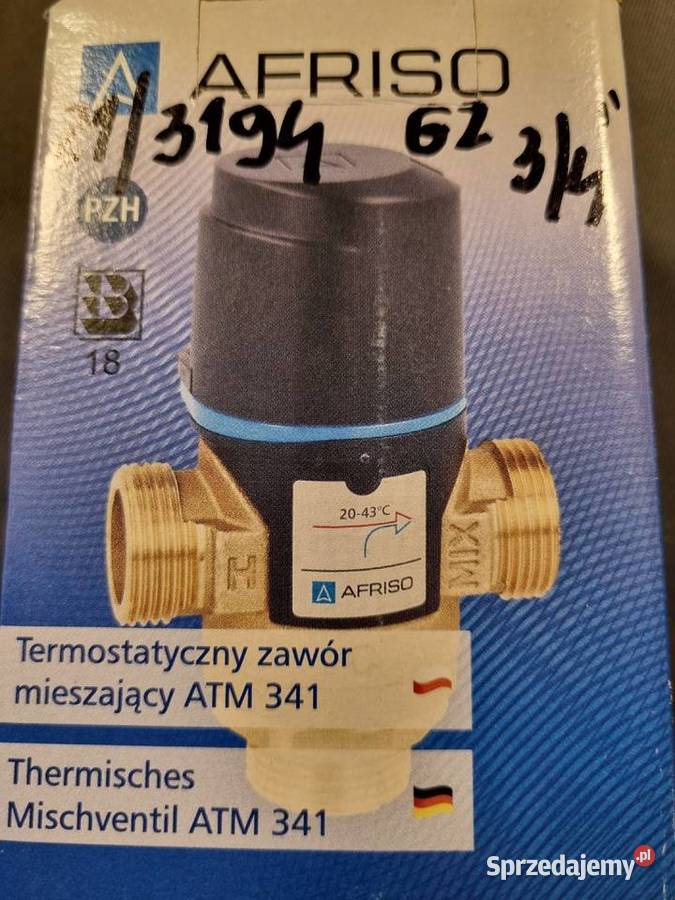 AFRISO
/3194 GZ 3/4"
PZH
B
18
20-43°C
AFRISO
H
MIX
Termostatyczny zawór
mieszający ATM 341
Thermisches
Mischventil ATM 341
Sprzedajemy.pl